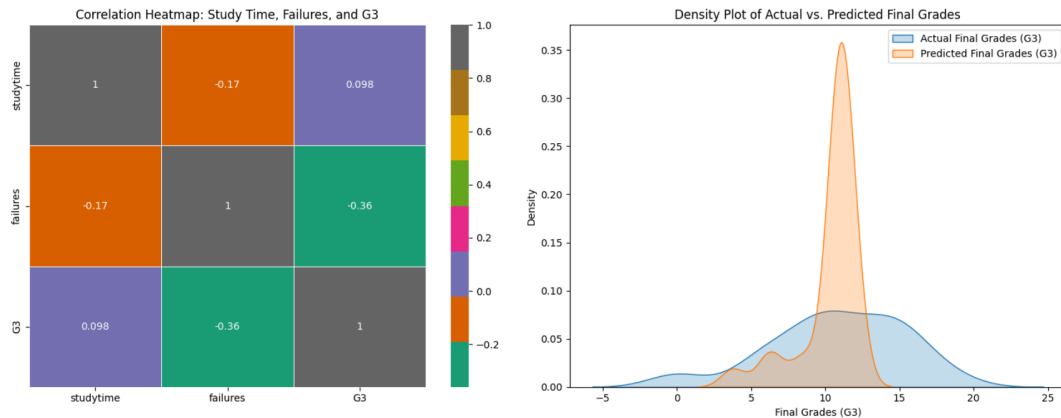 Correlation Heatmap: Study Time, Failures, and G3
studytime
failures
G3
1
-0.17
0.098
-0.17
1
-0.36
0.098
-0.36
1
studytime
failures
G3
1.0
0.8
0.6
0.4
0.2
0.0
−0.2
Density Plot of Actual vs. Predicted Final Grades
Actual Final Grades (G3)
Predicted Final Grades (G3)
Density
0.35
0.30
0.25
0.20
0.15
0.10
0.05
0.00
−5
0
5
10
15
20
25
Final Grades (G3)